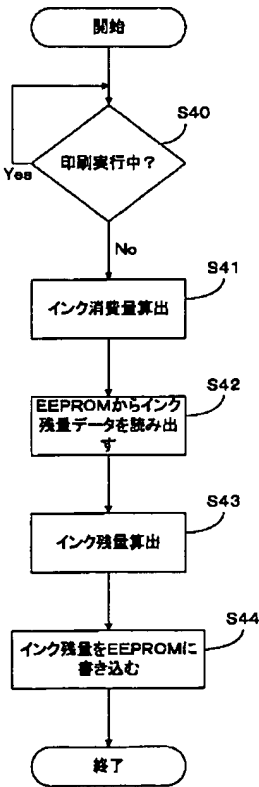 開始
S40
印刷実行中？
Yes
No
S41
インク消費量算出
S42
EEPROMからインク
残量データを読み出
す
S43
インク残量算出
S44
インク残量をEEPROMに
書き込む
終了